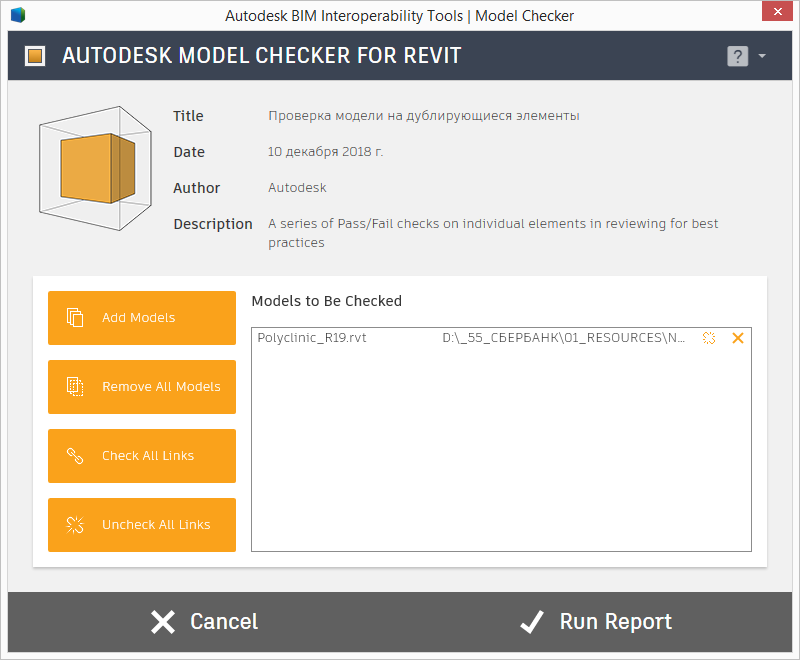 Autodesk BIM Interoperability Tools | Model Checker
AUTODESK MODEL CHECKER FOR REVIT
?
Title Проверка модели на дублирующиеся элементы
Date 10 декабря 2018 г.
Author Autodesk
Description A series of Pass/Fail checks on individual elements in reviewing for best
practices
Models to Be Checked
Add Models
Polyclinic_R19.rvt D:\_55_СБЕРБАНК\01_RESOURCES\N...
Remove All Models
Check All Links
Uncheck All Links
Cancel
Run Report